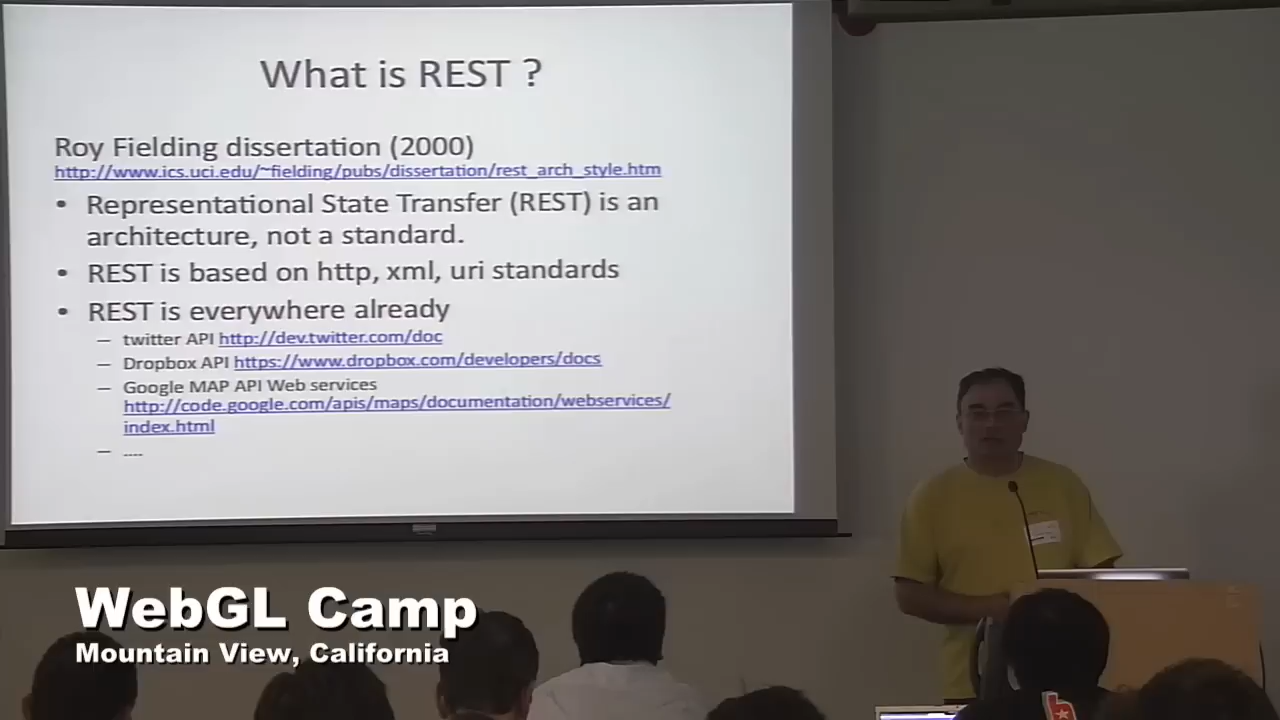 What is REST ?
Roy Fielding dissertation (2000)
http://www.ics.uci.edu/~fielding/pubs/dissertation/rest_arch_style.htm
• Representational State Transfer (REST) is an
architecture, not a standard.
• REST is based on http, xml, uri standards
• REST is everywhere already
– twitter API http://dev.twitter.com/doc
– Dropbox API https://www.dropbox.com/developers/docs
– Google MAP API Web services
http://code.google.com/apis/maps/documentation/webservices/
index.html
– ....
WebGL Camp
Mountain View, California